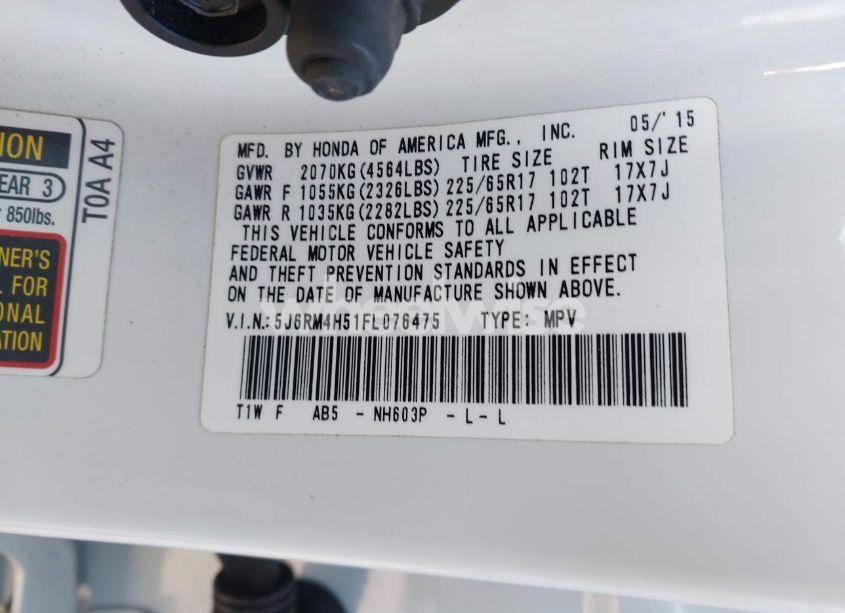 MFD. BY HONDA OF AMERICA MFG., INC. 05/'15
GVWR 2070KG(4564LBS) TIRE SIZE RIM SIZE
GAWR F 1055KG(2326LBS) 225/65R17 102T 17X7J
GAWR R 1035KG(2282LBS) 225/65R17 102T 17X7J
THIS VEHICLE CONFORMS TO ALL APPLICABLE
FEDERAL MOTOR VEHICLE SAFETY
AND THEFT PREVENTION STANDARDS IN EFFECT
ON THE DATE OF MANUFACTURE SHOWN ABOVE.
V.I.N.:5J6RM4H51FL076475 TYPE: MPV
T1W F AB5 - NH603P - L - L
TION
EAR 3
850lbs.
T0A A4
NER'S
L FOR
ONAL
ATION